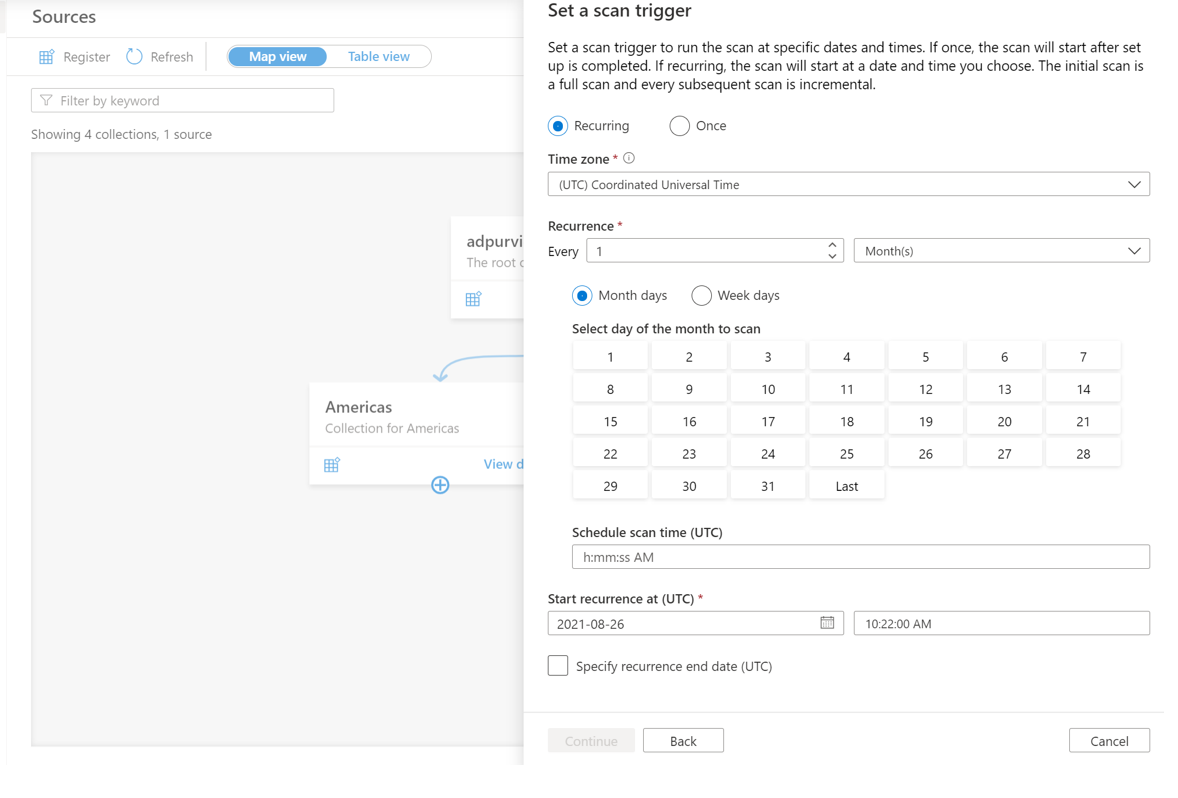 Sources
Register
Refresh
Map view
Table view
Filter by keyword
Showing 4 collections, 1 source
adpurvi
The root
Americas
Collection for Americas
View d
Set a scan trigger
Set a scan trigger to run the scan at specific dates and times. If once, the scan will start after set
up is completed. If recurring, the scan will start at a date and time you choose. The initial scan is
a full scan and every subsequent scan is incremental.
Recurring
Once
Time zone *
(UTC) Coordinated Universal Time
Recurrence *
Every 1 Month(s)
Month days
Week days
Select day of the month to scan
1 2 3 4 5 6 7
8 9 10 11 12 13 14
15 16 17 18 19 20 21
22 23 24 25 26 27 28
29 30 31 Last
Schedule scan time (UTC)
h:mm:ss AM
Start recurrence at (UTC) *
2021-08-26 10:22:00 AM
Specify recurrence end date (UTC)
Continue Back Cancel